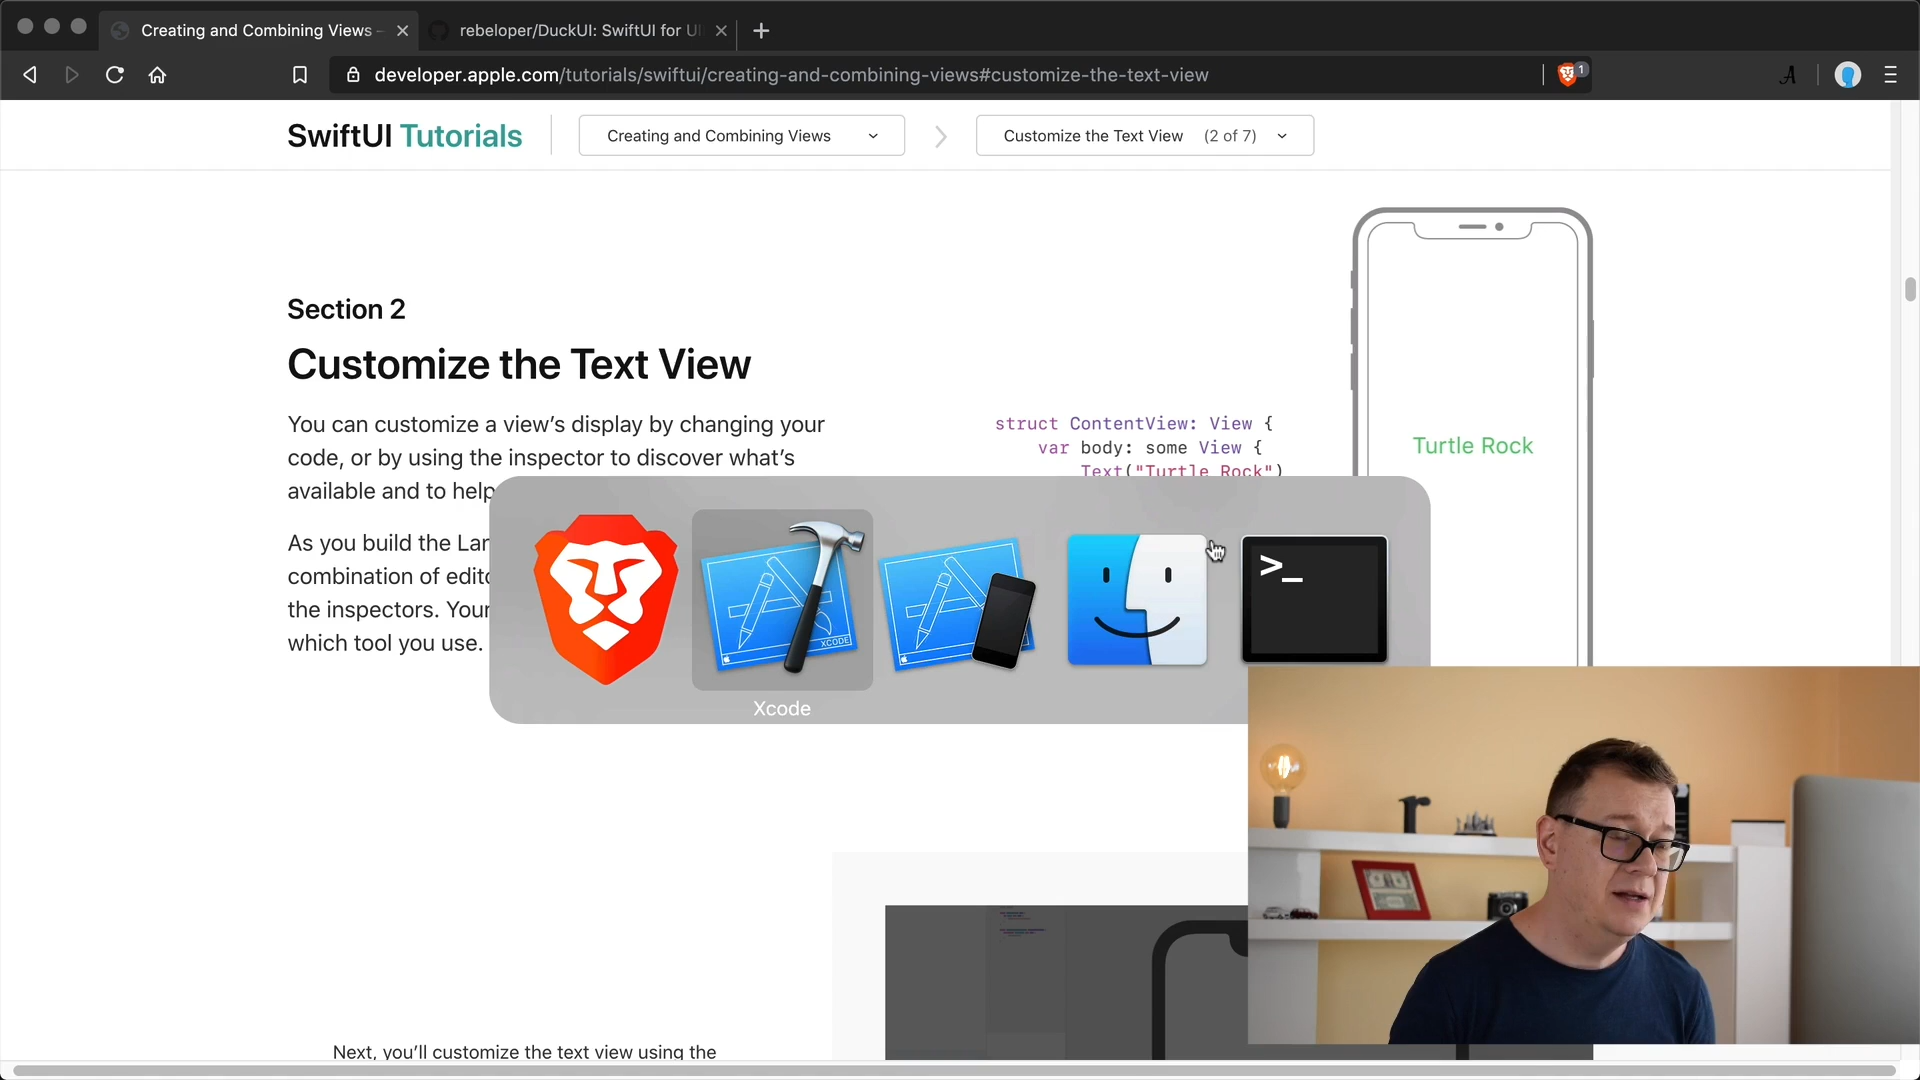 Creating and Combining Views -
rebeloper/DuckUI: SwiftUI for UI
developer.apple.com/tutorials/swiftui/creating-and-combining-views#customize-the-text-view
1
SwiftUI Tutorials
Creating and Combining Views
Customize the Text View (2 of 7)
Section 2
Customize the Text View
You can customize a view’s display by changing your
code, or by using the inspector to discover what’s
available and to help
As you build the Lan
combination of edito
the inspectors. Your
which tool you use.
struct ContentView: View {
var body: some View {
Text("Turtle Rock")
Turtle Rock
XCODE
>_
Xcode
Next, you’ll customize the text view using the